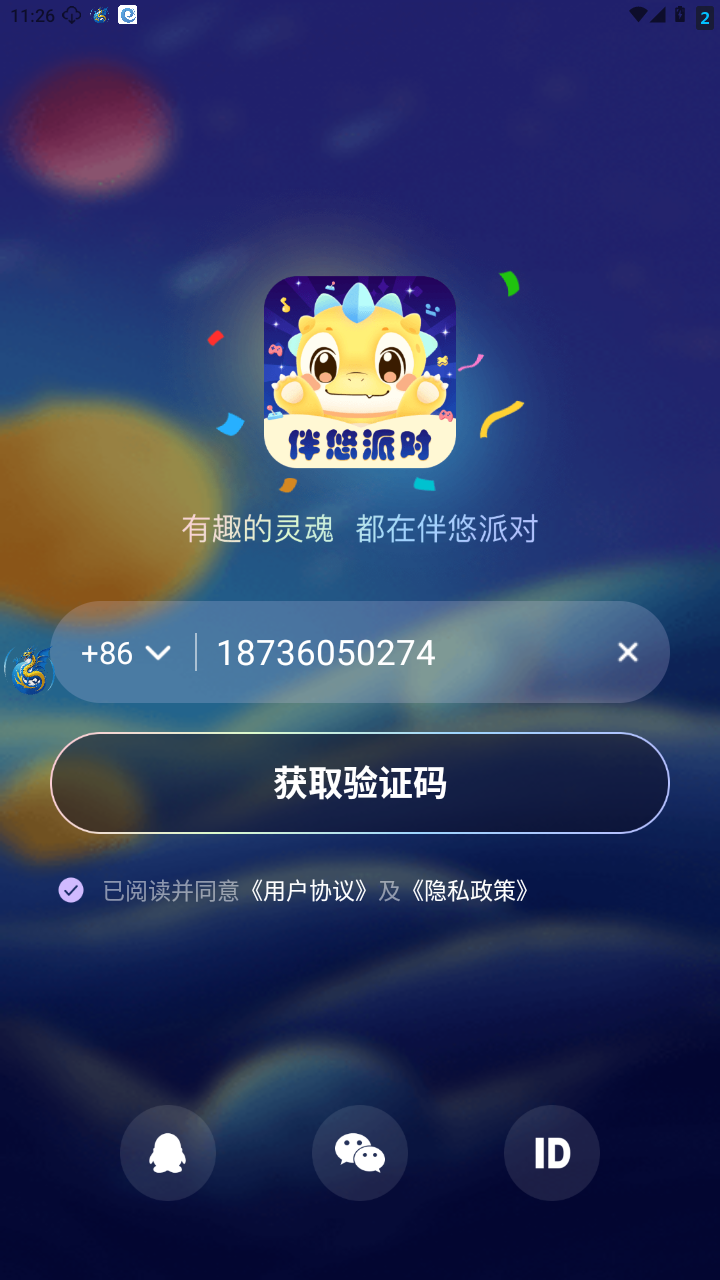 11:26
2
伴悠派对
有趣的灵魂 都在伴悠派对
+86 18736050274
获取验证码
已阅读并同意《用户协议》及《隐私政策》
ID